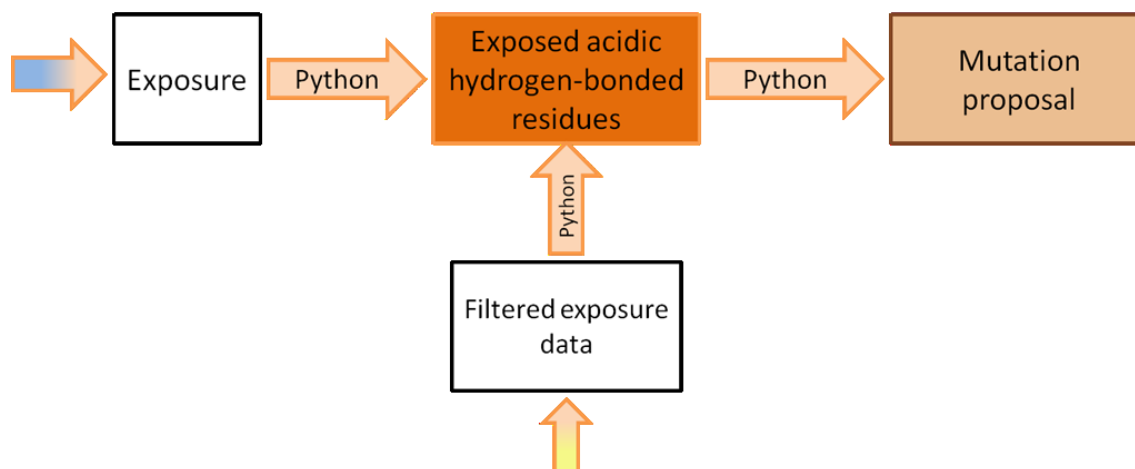 Exposure
Python
Exposed acidic
hydrogen-bonded
residues
Python
Mutation
proposal
Python
Filtered exposure
data